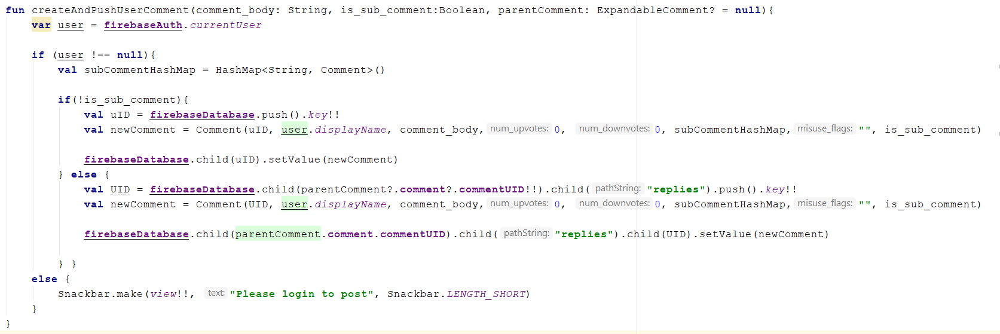 fun createAndPushUserComment(comment_body: String, is_sub_comment:Boolean, parentComment: ExpandableComment? = null){
var user = firebaseAuth.currentUser
if (user !== null){
val subCommentHashMap = HashMap<String, Comment>()
if(!is_sub_comment){
val uID = firebaseDatabase.push().key!!
val newComment = Comment(uID, user.displayName, comment_body, num_upvotes: 0, num_downvotes: 0, subCommentHashMap, misuse_flags: "", is_sub_comment)
firebaseDatabase.child(uID).setValue(newComment)
} else {
val UID = firebaseDatabase.child(parentComment?.comment?.commentUID!!).child( pathString: "replies").push().key!!
val newComment = Comment(UID, user.displayName, comment_body, num_upvotes: 0, num_downvotes: 0, subCommentHashMap, misuse_flags: "", is_sub_comment)
firebaseDatabase.child(parentComment.comment.commentUID).child( pathString: "replies").child(UID).setValue(newComment)
} }
else {
Snackbar.make(view!!, text: "Please login to post", Snackbar.LENGTH_SHORT)
}
}